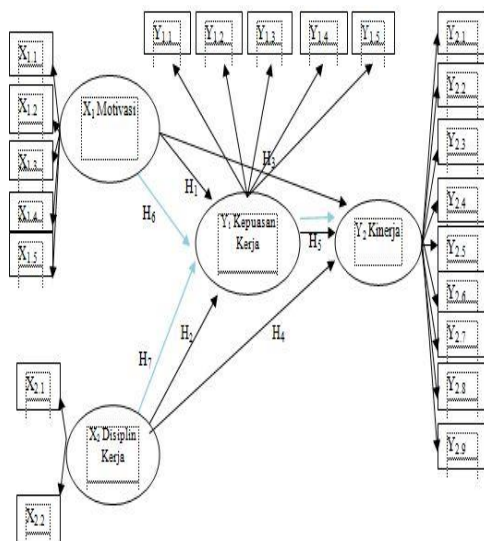 Y1.1
Y1.2
Y1.3
Y1.4
Y1.5
Y2.1
X1.1
X1.2
X1.3
X1.4
X1.5
X1 Motivasi
H1
H3
H6
Y1 Kepuasan
Kerja
H5
Y2 Kinerja
Y2.2
Y2.3
Y2.4
Y2.5
Y2.6
Y2.7
Y2.8
Y2.9
H7
H2
H4
X2.1
X2 Disiplin
Kerja
X2.2